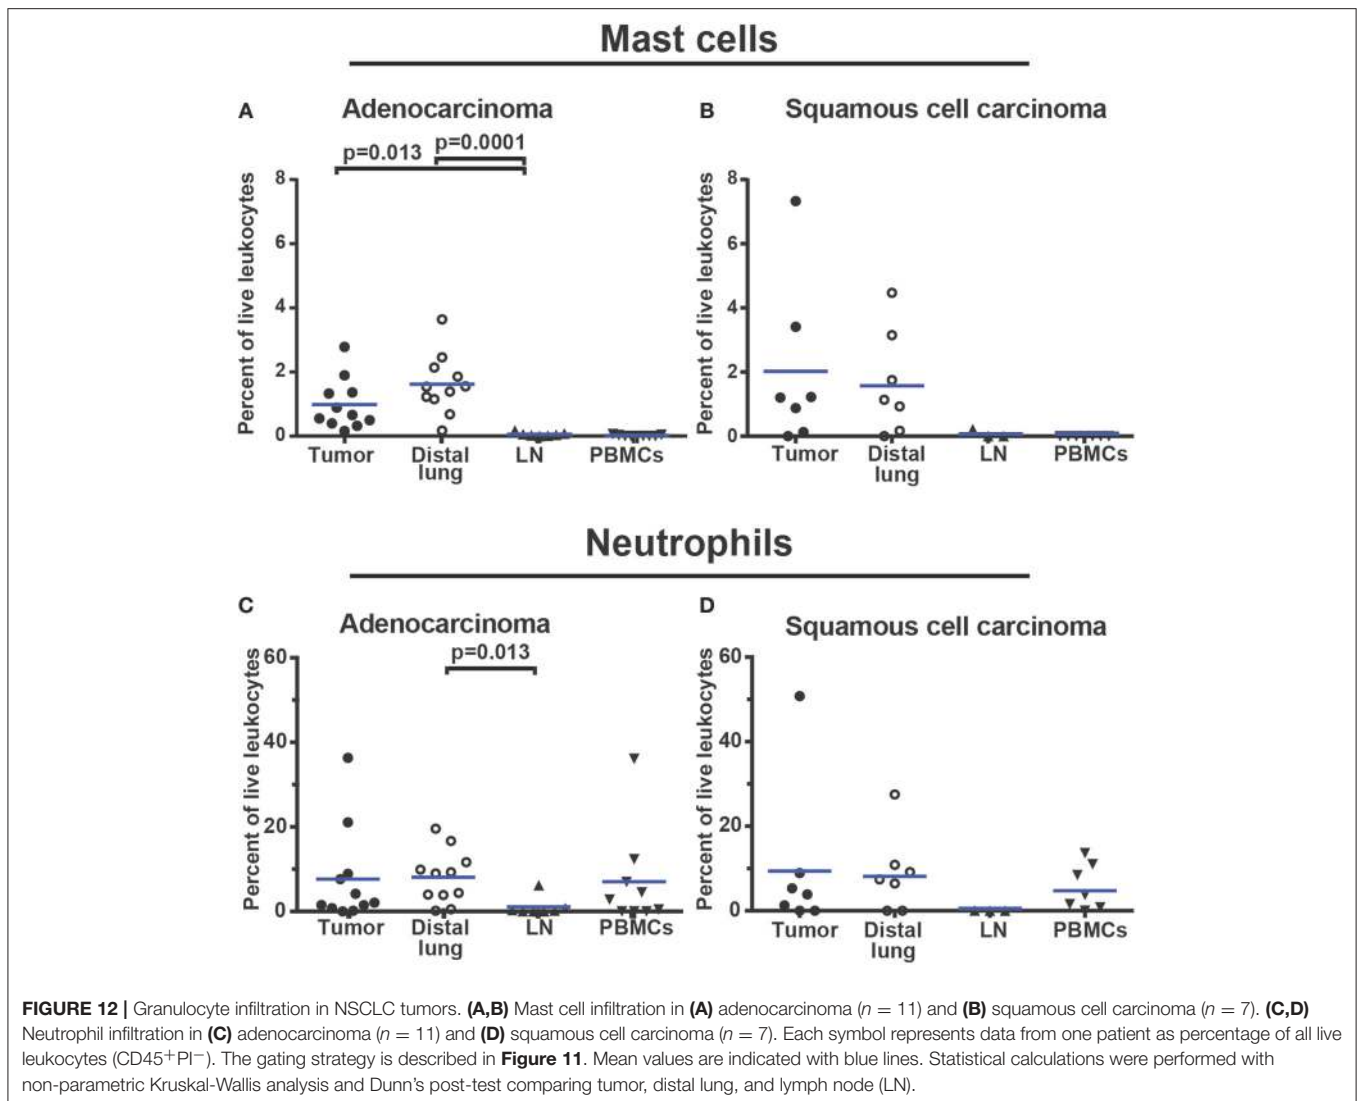 Mast cells
A
Adenocarcinoma
p=0.013
p=0.0001
Percent of live leukocytes
8
6
4
2
0
Tumor
Distal
lung
LN
PBMCs
B
Squamous cell carcinoma
Percent of live leukocytes
8
6
4
2
0
Tumor
Distal
lung
LN
PBMCs
Neutrophils
C
Adenocarcinoma
p=0.013
Percent of live leukocytes
60
40
20
0
Tumor
Distal
lung
LN
PBMCs
D
Squamous cell carcinoma
Percent of live leukocytes
60
40
20
0
Tumor
Distal
lung
LN
PBMCs
FIGURE 12 | Granulocyte infiltration in NSCLC tumors. (A,B) Mast cell infiltration in (A) adenocarcinoma (n = 11) and (B) squamous cell carcinoma (n = 7). (C,D)
Neutrophil infiltration in (C) adenocarcinoma (n = 11) and (D) squamous cell carcinoma (n = 7). Each symbol represents data from one patient as percentage of all live
leukocytes (CD45⁺PI⁻). The gating strategy is described in Figure 11. Mean values are indicated with blue lines. Statistical calculations were performed with
non-parametric Kruskal-Wallis analysis and Dunn's post-test comparing tumor, distal lung, and lymph node (LN).